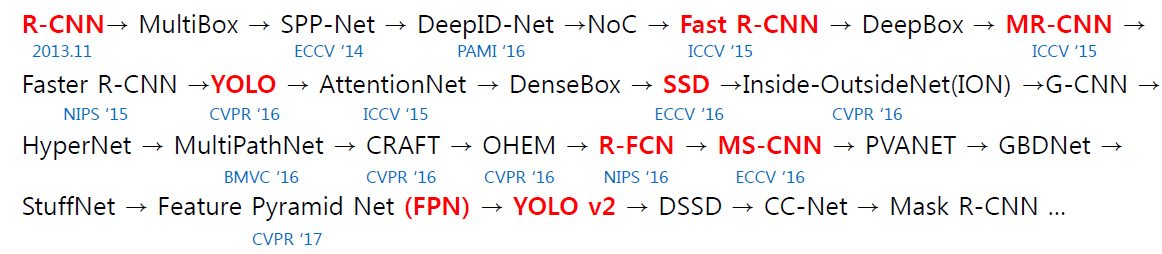 R-CNN→ MultiBox → SPP-Net → DeepID-Net →NoC → Fast R-CNN → DeepBox → MR-CNN →
2013.11 ECCV '14 PAMI '16 ICCV '15 ICCV '15
Faster R-CNN →YOLO → AttentionNet → DenseBox → SSD →Inside-OutsideNet(ION) →G-CNN →
NIPS '15 CVPR '16 ICCV '15 ECCV '16 CVPR '16
HyperNet → MultiPathNet → CRAFT → OHEM → R-FCN → MS-CNN → PVANET → GBDNet →
BMVC '16 CVPR '16 CVPR '16 NIPS '16 ECCV '16
StuffNet → Feature Pyramid Net (FPN) → YOLO v2 → DSSD → CC-Net → Mask R-CNN ...
CVPR '17